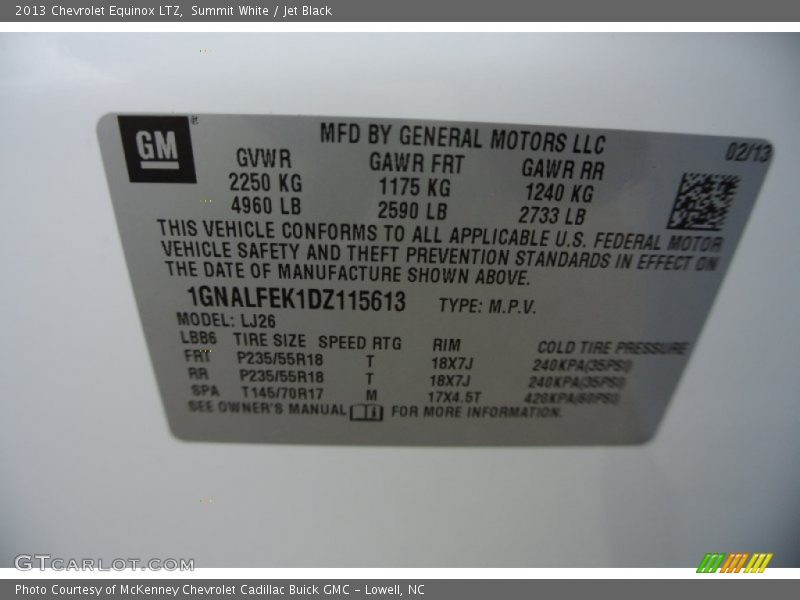 2013 Chevrolet Equinox LTZ, Summit White / Jet Black
GM ® MFD BY GENERAL MOTORS LLC 02/13
GVWR GAWR FRT GAWR RR
2250 KG 1175 KG 1240 KG
4960 LB 2590 LB 2733 LB
THIS VEHICLE CONFORMS TO ALL APPLICABLE U.S. FEDERAL MOTOR
VEHICLE SAFETY AND THEFT PREVENTION STANDARDS IN EFFECT ON
THE DATE OF MANUFACTURE SHOWN ABOVE.
1GNALFEK1DZ115613 TYPE: M.P.V.
MODEL: LJ26
LBB6 TIRE SIZE SPEED RTG RIM COLD TIRE PRESSURE
FRT P235/55R18 T 18X7J 240KPA(35PSI)
RR P235/55R18 T 18X7J 240KPA(35PSI)
SPA T145/70R17 M 17X4.5T 420KPA(60PSI)
SEE OWNER'S MANUAL FOR MORE INFORMATION.
GTCARLOT.COM
Photo Courtesy of McKenney Chevrolet Cadillac Buick GMC - Lowell, NC